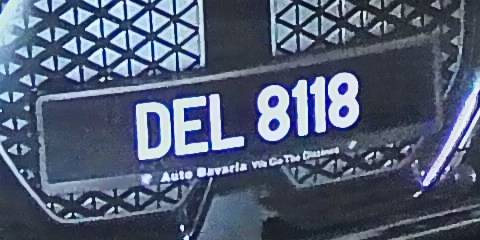 DEL 8118
Auto Bavaria We Go The Distance